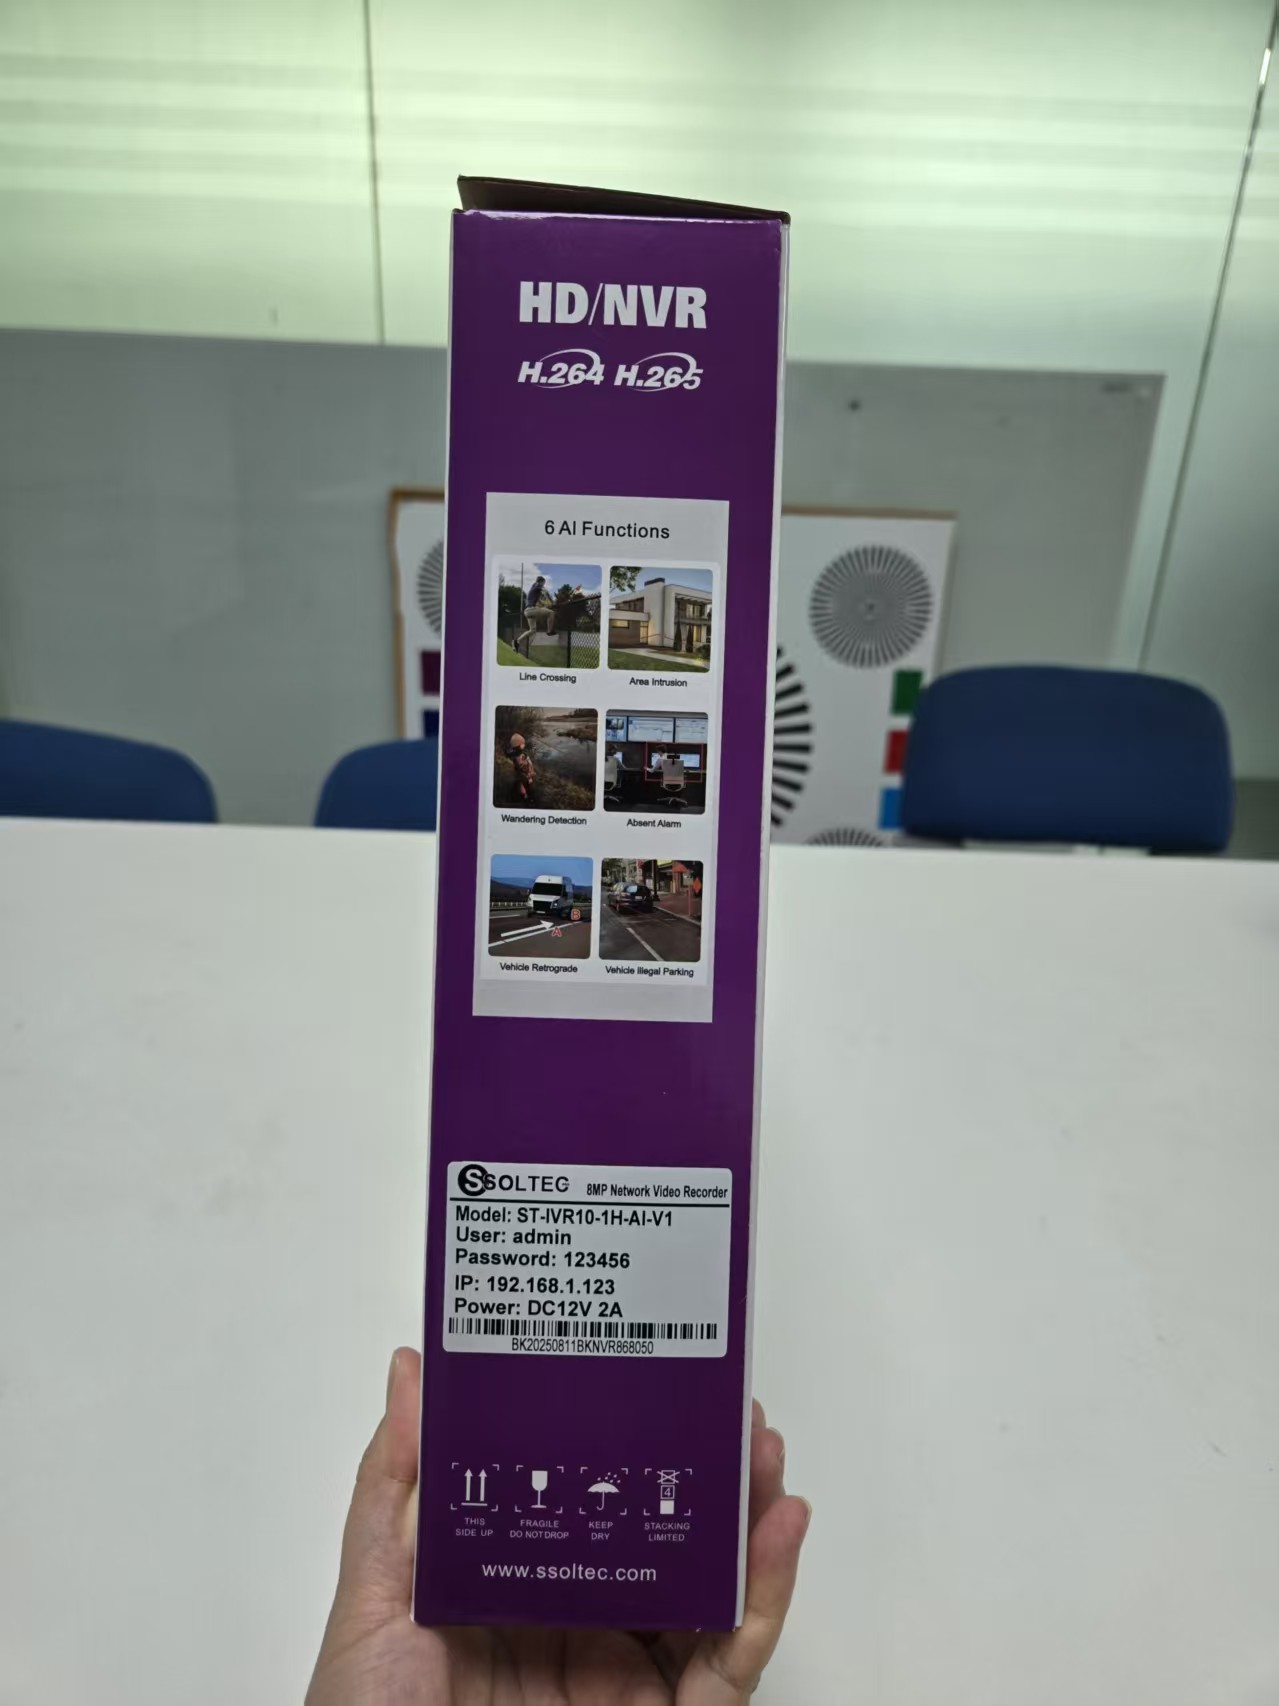 HD/NVR
H.264 H.265
6 AI Functions
Line Crossing
Area Intrusion
Wandering Detection
Absent Alarm
A
B
Vehicle Retrograde
Vehicle Illegal Parking
SSOLTEC 8MP Network Video Recorder
Model: ST-IVR10-1H-AI-V1
User: admin
Password: 123456
IP: 192.168.1.123
Power: DC12V 2A
BK20250811BKNVR868050
4
THIS
SIDE UP
FRAGILE
DO NOT DROP
KEEP
DRY
STACKING
LIMITED
www.ssoltec.com